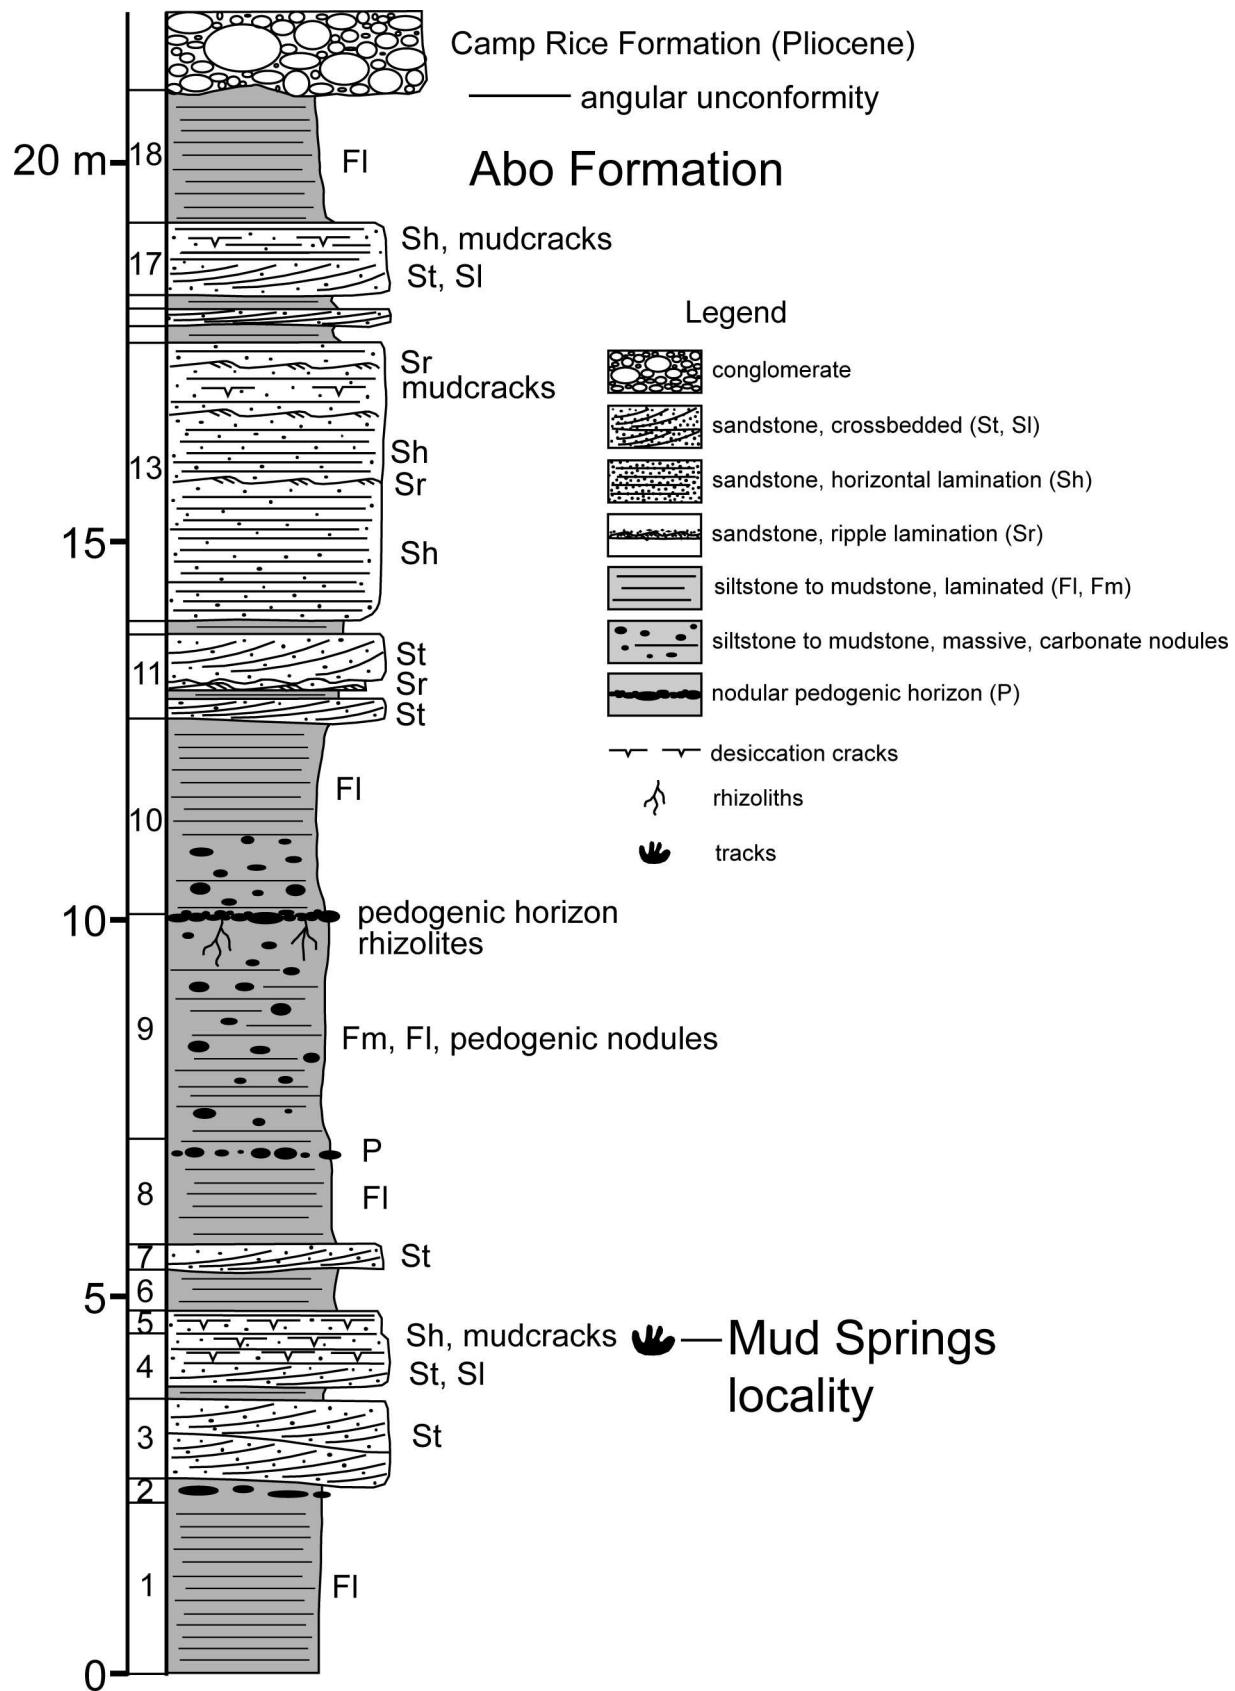 Camp Rice Formation (Pliocene)
angular unconformity
Abo Formation
20 m
18
Fl
17
Sh, mudcracks
St, Sl
Sr
mudcracks
13
Sh
Sr
15
Sh
11
St
Sr
St
10
Fl
10
pedogenic horizon
rhizolites
9
Fm, Fl, pedogenic nodules
P
8
Fl
7
St
6
5
5
Sh, mudcracks
Mud Springs
locality
4
St, Sl
3
St
2
1
Fl
0
Legend
conglomerate
sandstone, crossbedded (St, Sl)
sandstone, horizontal lamination (Sh)
sandstone, ripple lamination (Sr)
siltstone to mudstone, laminated (Fl, Fm)
siltstone to mudstone, massive, carbonate nodules
nodular pedogenic horizon (P)
desiccation cracks
rhizoliths
tracks